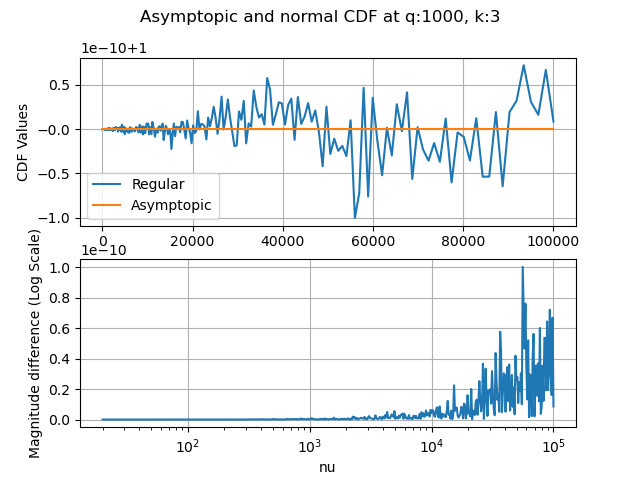 Asymptopic and normal CDF at q:1000, k:3
1e−10+1
0.5
−0.0
−0.5
−1.0
CDF Values
Regular
Asymptopic
0 20000 40000 60000 80000 100000
1e−10
1.0
0.8
0.6
0.4
0.2
0.0
Magnitude difference (Log Scale)
10² 10³ 10⁴ 10⁵
nu